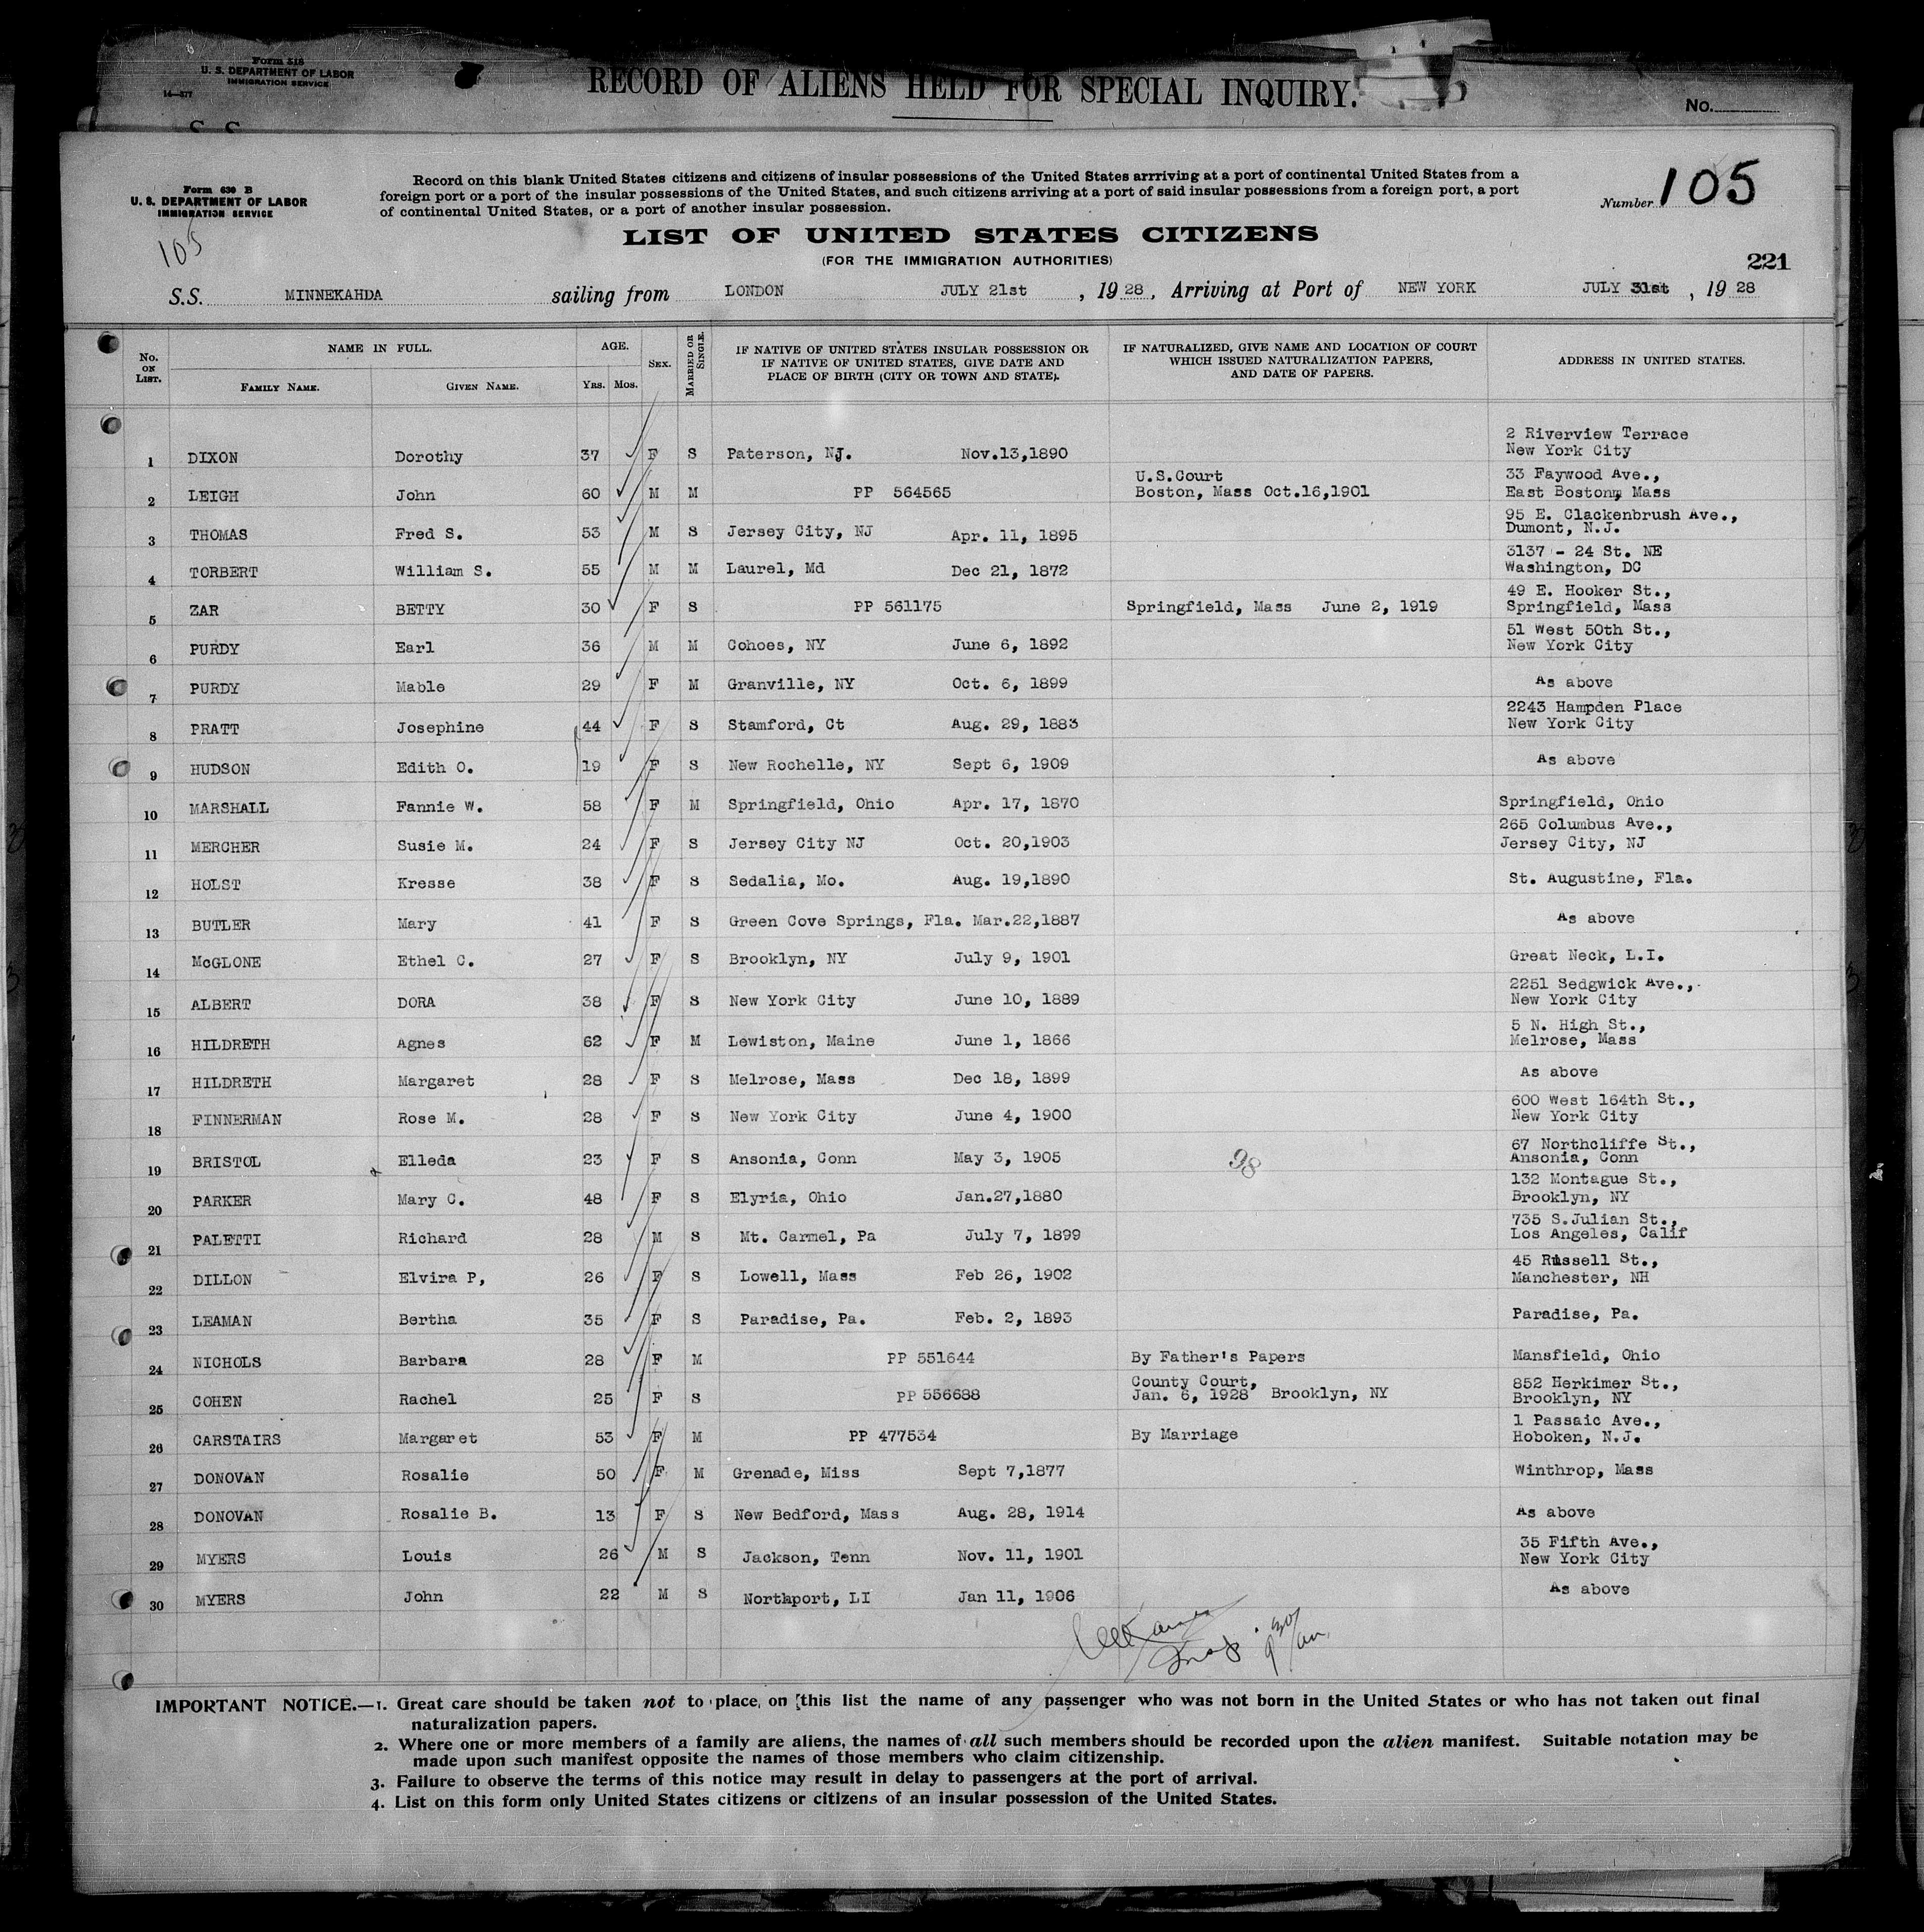 Form 318
U. S. DEPARTMENT OF LABOR
IMMIGRATION SERVICE
14—577
RECORD OF ALIENS HELD FOR SPECIAL INQUIRY.
No.
S. S.
Form 630 B
U. S. DEPARTMENT OF LABOR
IMMIGRATION SERVICE
105
Record on this blank United States citizens and citizens of insular possessions of the United States arrriving at a port of continental United States from a
foreign port or a port of the insular possessions of the United States, and such citizens arriving at a port of said insular possessions from a foreign port, a port
of continental United States, or a port of another insular possession.
Number 105
LIST OF UNITED STATES CITIZENS
(FOR THE IMMIGRATION AUTHORITIES)
221
S.S. MINNEKAHDA sailing from LONDON JULY 21st , 19 28 , Arriving at Port of NEW YORK JULY 31st , 19 28
No. ON LIST. NAME IN FULL. FAMILY NAME. GIVEN NAME. AGE. YRS. MOS. SEX. MARRIED OR SINGLE. IF NATIVE OF UNITED STATES INSULAR POSSESSION OR IF NATIVE OF UNITED STATES, GIVE DATE AND PLACE OF BIRTH (CITY OR TOWN AND STATE). IF NATURALIZED, GIVE NAME AND LOCATION OF COURT WHICH ISSUED NATURALIZATION PAPERS, AND DATE OF PAPERS. ADDRESS IN UNITED STATES.
2 Riverview Terrace
1 DIXON Dorothy 37 F S Paterson, NJ. Nov.13,1890 New York City
U.S.Court 33 Faywood Ave.,
2 LEIGH John 60 M M PP 564565 Boston, Mass Oct.16,1901 East Boston, Mass
95 E. Clackenbrush Ave.,
3 THOMAS Fred S. 53 M S Jersey City, NJ Apr. 11, 1895 Dumont, N.J.
3137 - 24 St. NE
4 TORBERT William S. 55 M M Laurel, Md Dec 21, 1872 Washington, DC
49 E. Hooker St.,
5 ZAR BETTY 30 F S PP 561175 Springfield, Mass June 2, 1919 Springfield, Mass
51 West 50th St.,
6 PURDY Earl 36 M M Cohoes, NY June 6, 1892 New York City
7 PURDY Mable 29 F M Granville, NY Oct. 6, 1899 As above
2243 Hampden Place
8 PRATT Josephine 44 F S Stamford, Ct Aug. 29, 1883 New York City
9 HUDSON Edith O. 19 F S New Rochelle, NY Sept 6, 1909 As above
10 MARSHALL Fannie W. 58 F M Springfield, Ohio Apr. 17, 1870 Springfield, Ohio
265 Columbus Ave.,
11 MERCHER Susie M. 24 F S Jersey City NJ Oct. 20,1903 Jersey City, NJ
12 HOLST Kresse 38 F S Sedalia, Mo. Aug. 19,1890 St. Augustine, Fla.
13 BUTLER Mary 41 F S Green Cove Springs, Fla. Mar.22,1887 As above
14 McGLONE Ethel C. 27 F S Brooklyn, NY July 9, 1901 Great Neck, L.I.
2251 Sedgwick Ave.,
15 ALBERT DORA 38 F S New York City June 10, 1889 New York City
5 N. High St.,
16 HILDRETH Agnes 62 F M Lewiston, Maine June 1, 1866 Melrose, Mass
17 HILDRETH Margaret 28 F S Melrose, Mass Dec 18, 1899 As above
600 West 164th St.,
18 FINNERMAN Rose M. 28 F S New York City June 4, 1900 New York City
67 Northcliffe St.,
19 BRISTOL Elleda 23 F S Ansonia, Conn May 3, 1905 98 Ansonia, Conn
132 Montague St.,
20 PARKER Mary C. 48 F S Elyria, Ohio Jan.27,1880 Brooklyn, NY
735 S.Julian St.,
21 PALETTI Richard 28 M S Mt. Carmel, Pa July 7, 1899 Los Angeles, Calif
45 Russell St.,
22 DILLON Elvira P, 26 F S Lowell, Mass Feb 26, 1902 Manchester, NH
23 LEAMAN Bertha 35 F S Paradise, Pa. Feb. 2, 1893 Paradise, Pa.
24 NICHOLS Barbara 28 F M PP 551644 By Father's Papers Mansfield, Ohio
County Court, 852 Herkimer St.,
25 COHEN Rachel 25 F S PP 556688 Jan. 6, 1928 Brooklyn, NY Brooklyn, NY
1 Passaic Ave.,
26 CARSTAIRS Margaret 53 F M PP 477534 By Marriage Hoboken, N.J.
27 DONOVAN Rosalie 50 F M Grenade, Miss Sept 7,1877 Winthrop, Mass
28 DONOVAN Rosalie B. 13 F S New Bedford, Mass Aug. 28, 1914 As above
35 Fifth Ave.,
29 MYERS Louis 26 M S Jackson, Tenn Nov. 11, 1901 New York City
30 MYERS John 22 M S Northport, LI Jan 11, 1906 As above
IMPORTANT NOTICE.—1. Great care should be taken not to place on this list the name of any passenger who was not born in the United States or who has not taken out final
naturalization papers.
2. Where one or more members of a family are aliens, the names of all such members should be recorded upon the alien manifest. Suitable notation may be
made upon such manifest opposite the names of those members who claim citizenship.
3. Failure to observe the terms of this notice may result in delay to passengers at the port of arrival.
4. List on this form only United States citizens or citizens of an insular possession of the United States.